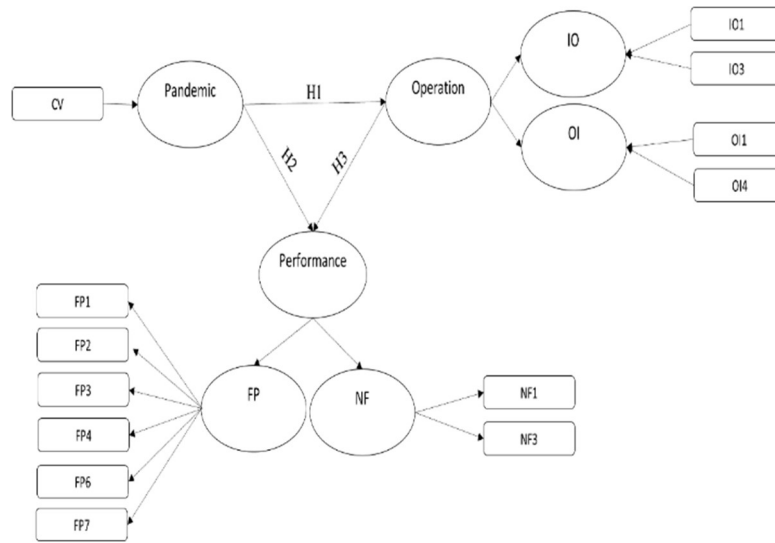 IO1
IO
IO3
Pandemic
Operation
CV
H1
OI1
OI
OI4
H2
H3
Performance
FP1
FP2
FP3
FP4
FP6
FP7
FP
NF
NF1
NF3